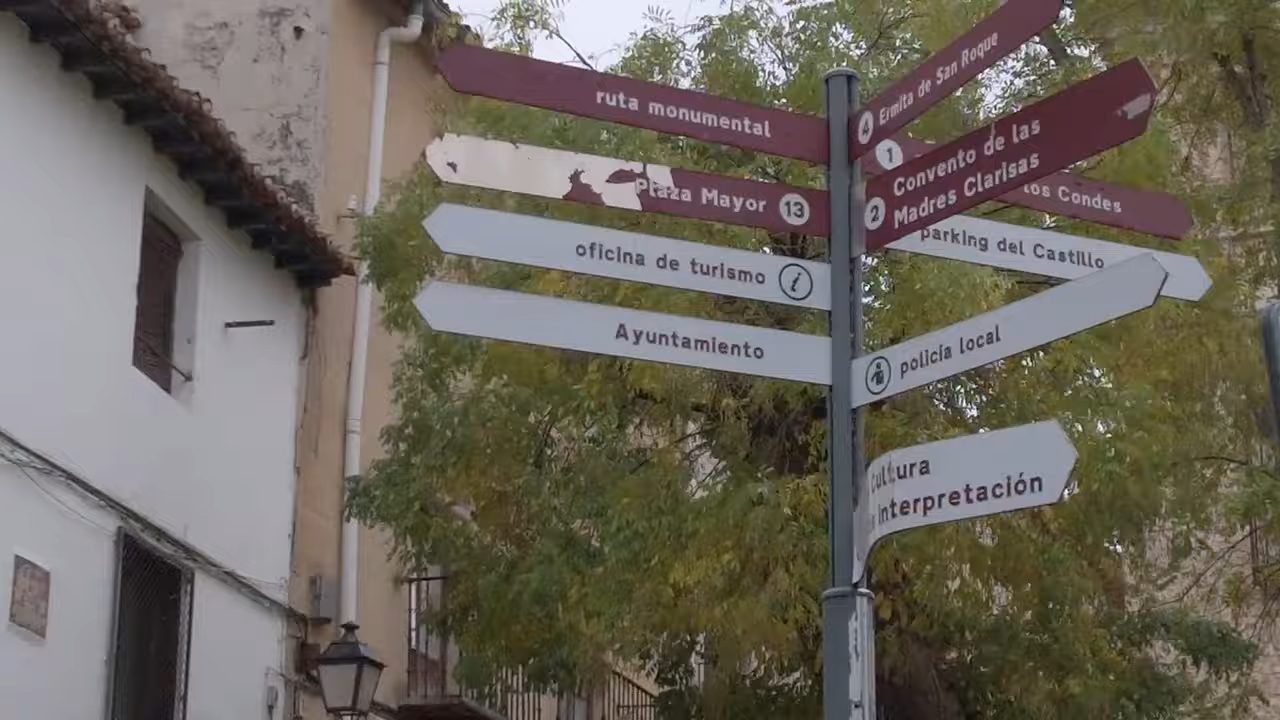 ruta monumental
Plaza Mayor 13
oficina de turismo i
Ayuntamiento
4 Ermita de San Roque
1
los Condes
2 Convento de las
Madres Clarisas
parking del Castillo
policía local
Cultura
interpretación